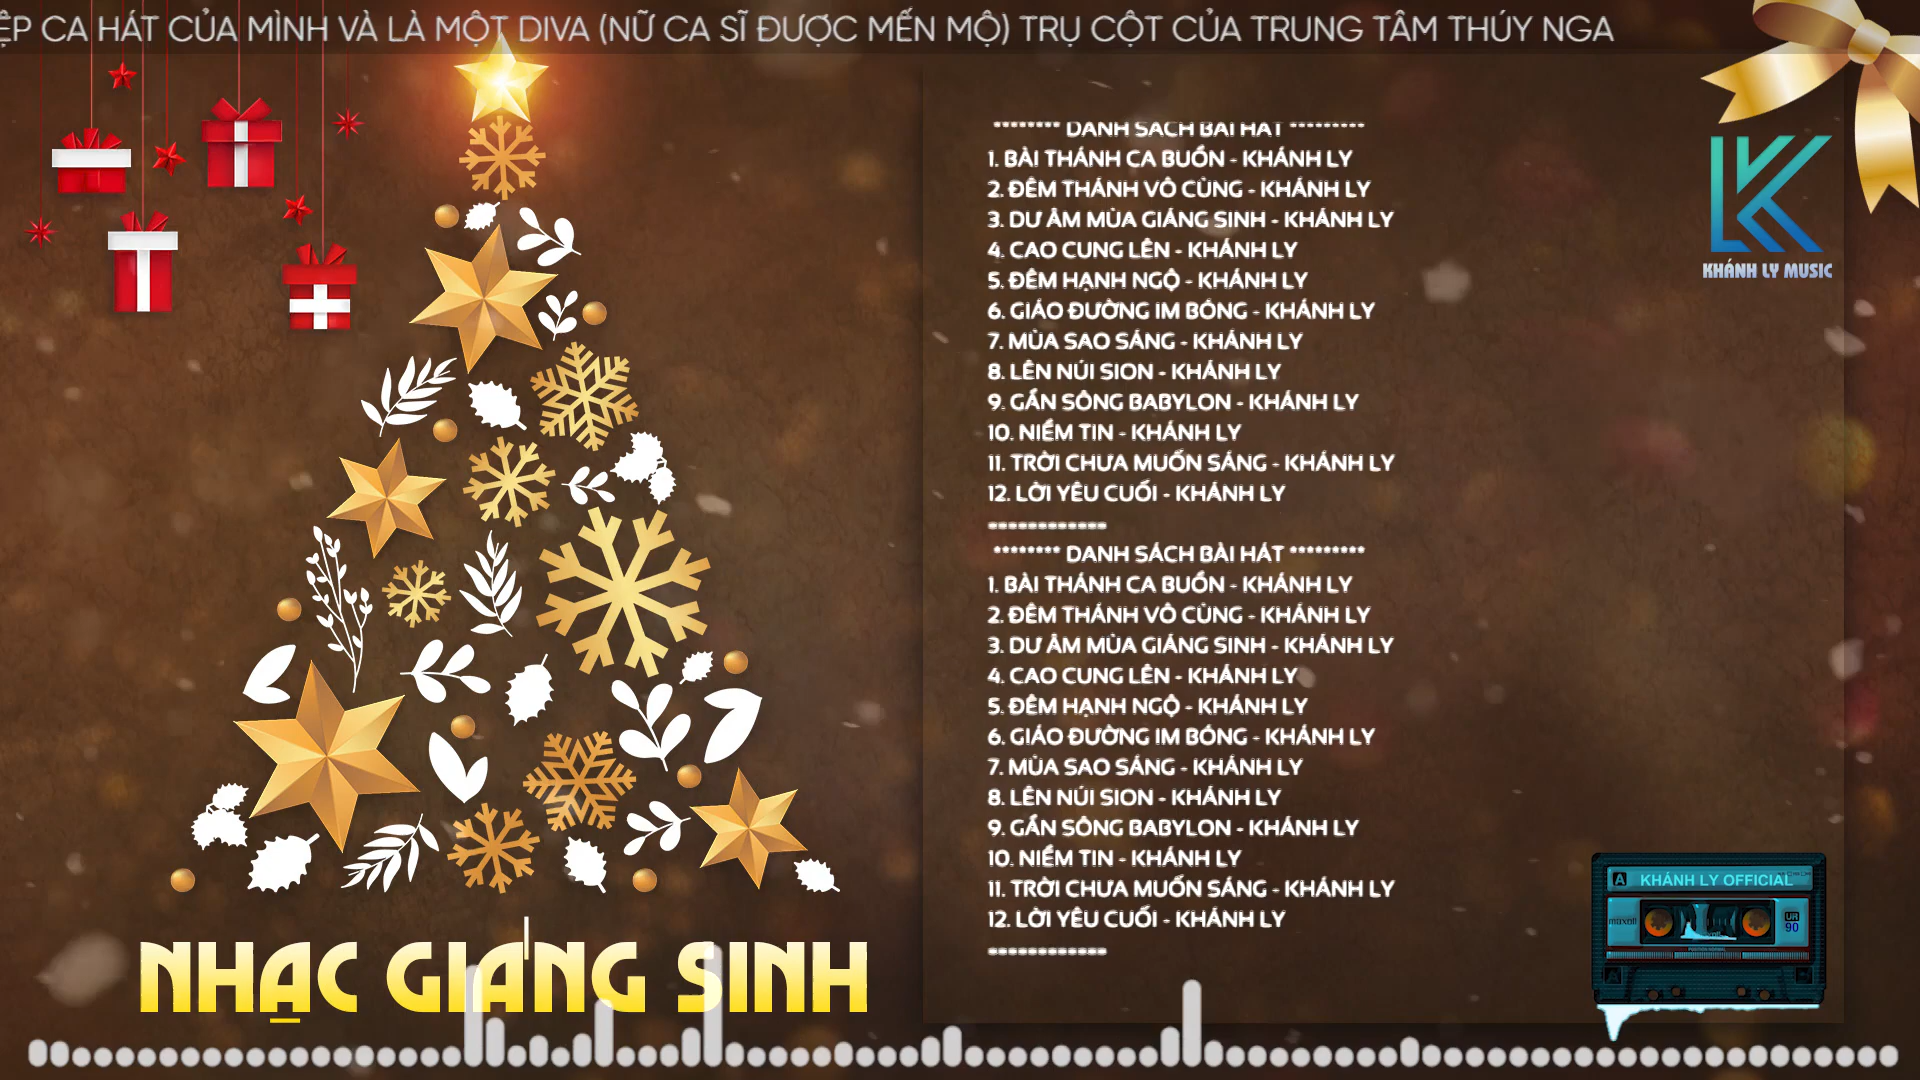 ỆP CA HÁT CỦA MÌNH VÀ LÀ MỘT DIVA (NỮ CA SĨ ĐƯỢC MẾN MỘ) TRỤ CỘT CỦA TRUNG TÂM THÚY NGA
******** DANH SÁCH BÀI HÁT *********
1. BÀI THÁNH CA BUỒN - KHÁNH LY
2. ĐÊM THÁNH VÔ CÙNG - KHÁNH LY
3. DƯ ÂM MÙA GIÁNG SINH - KHÁNH LY
4. CAO CUNG LÊN - KHÁNH LY
5. ĐÊM HẠNH NGỘ - KHÁNH LY
6. GIÁO ĐƯỜNG IM BÓNG - KHÁNH LY
7. MÙA SAO SÁNG - KHÁNH LY
8. LÊN NÚI SION - KHÁNH LY
9. GẦN SÔNG BABYLON - KHÁNH LY
10. NIỀM TIN - KHÁNH LY
11. TRỜI CHƯA MUỐN SÁNG - KHÁNH LY
12. LỜI YÊU CUỐI - KHÁNH LY
------------
******** DANH SÁCH BÀI HÁT *********
1. BÀI THÁNH CA BUỒN - KHÁNH LY
2. ĐÊM THÁNH VÔ CÙNG - KHÁNH LY
3. DƯ ÂM MÙA GIÁNG SINH - KHÁNH LY
4. CAO CUNG LÊN - KHÁNH LY
5. ĐÊM HẠNH NGỘ - KHÁNH LY
6. GIÁO ĐƯỜNG IM BÓNG - KHÁNH LY
7. MÙA SAO SÁNG - KHÁNH LY
8. LÊN NÚI SION - KHÁNH LY
9. GẦN SÔNG BABYLON - KHÁNH LY
10. NIỀM TIN - KHÁNH LY
11. TRỜI CHƯA MUỐN SÁNG - KHÁNH LY
12. LỜI YÊU CUỐI - KHÁNH LY
------------
KHÁNH LY MUSIC
A KHÁNH LY OFFICIAL
maxell
UR
90
NHẠC GIÁNG SINH